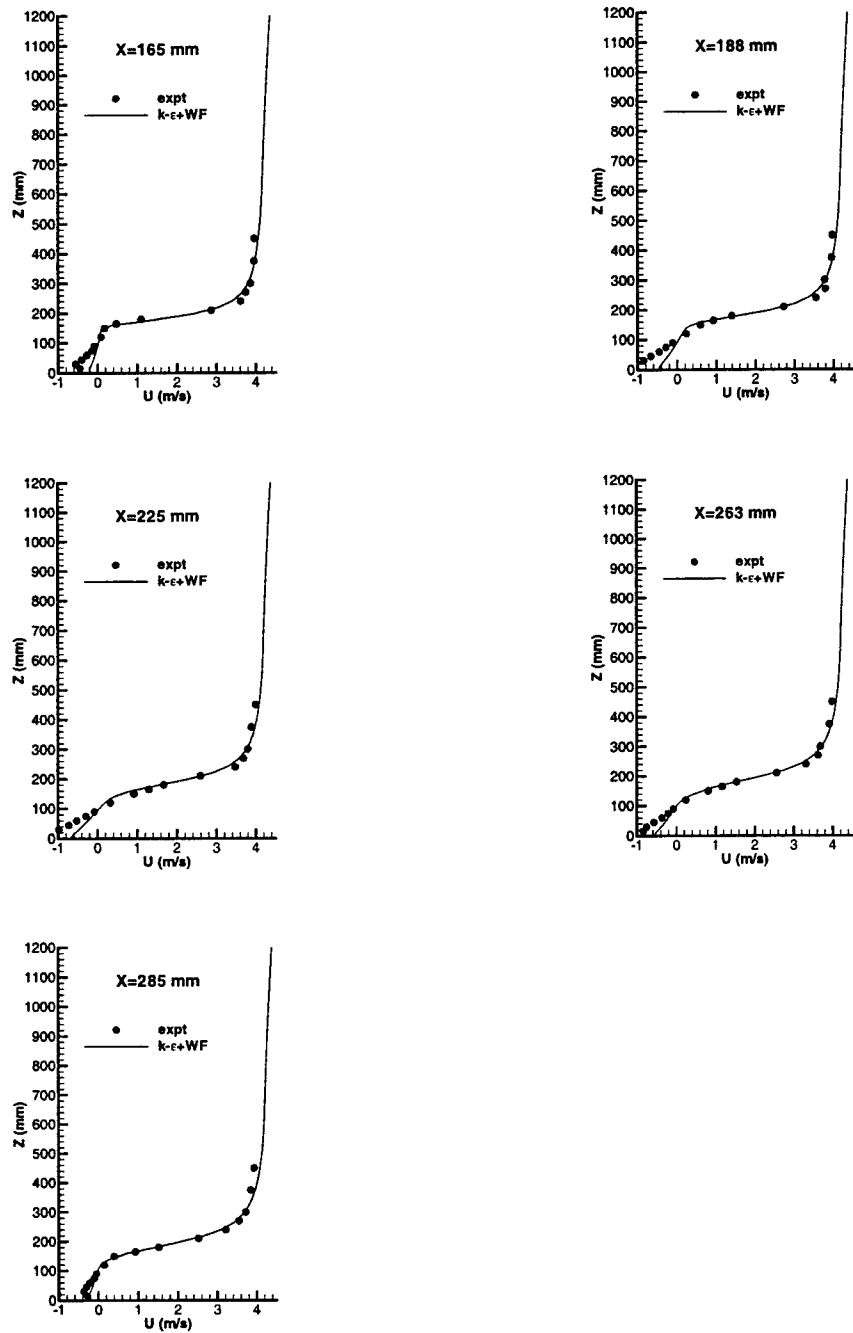 1200
1100
1000
900
800
700
600
500
400
300
200
100
0
Z (mm)
X=165 mm
expt
k-ε+WF
-1 0 1 2 3 4
U (m/s)
1200
1100
1000
900
800
700
600
500
400
300
200
100
0
Z (mm)
X=188 mm
expt
k-ε+WF
-1 0 1 2 3 4
U (m/s)
1200
1100
1000
900
800
700
600
500
400
300
200
100
0
Z (mm)
X=225 mm
expt
k-ε+WF
-1 0 1 2 3 4
U (m/s)
1200
1100
1000
900
800
700
600
500
400
300
200
100
0
Z (mm)
X=263 mm
expt
k-ε+WF
-1 0 1 2 3 4
U (m/s)
1200
1100
1000
900
800
700
600
500
400
300
200
100
0
Z (mm)
X=285 mm
expt
k-ε+WF
-1 0 1 2 3 4
U (m/s)